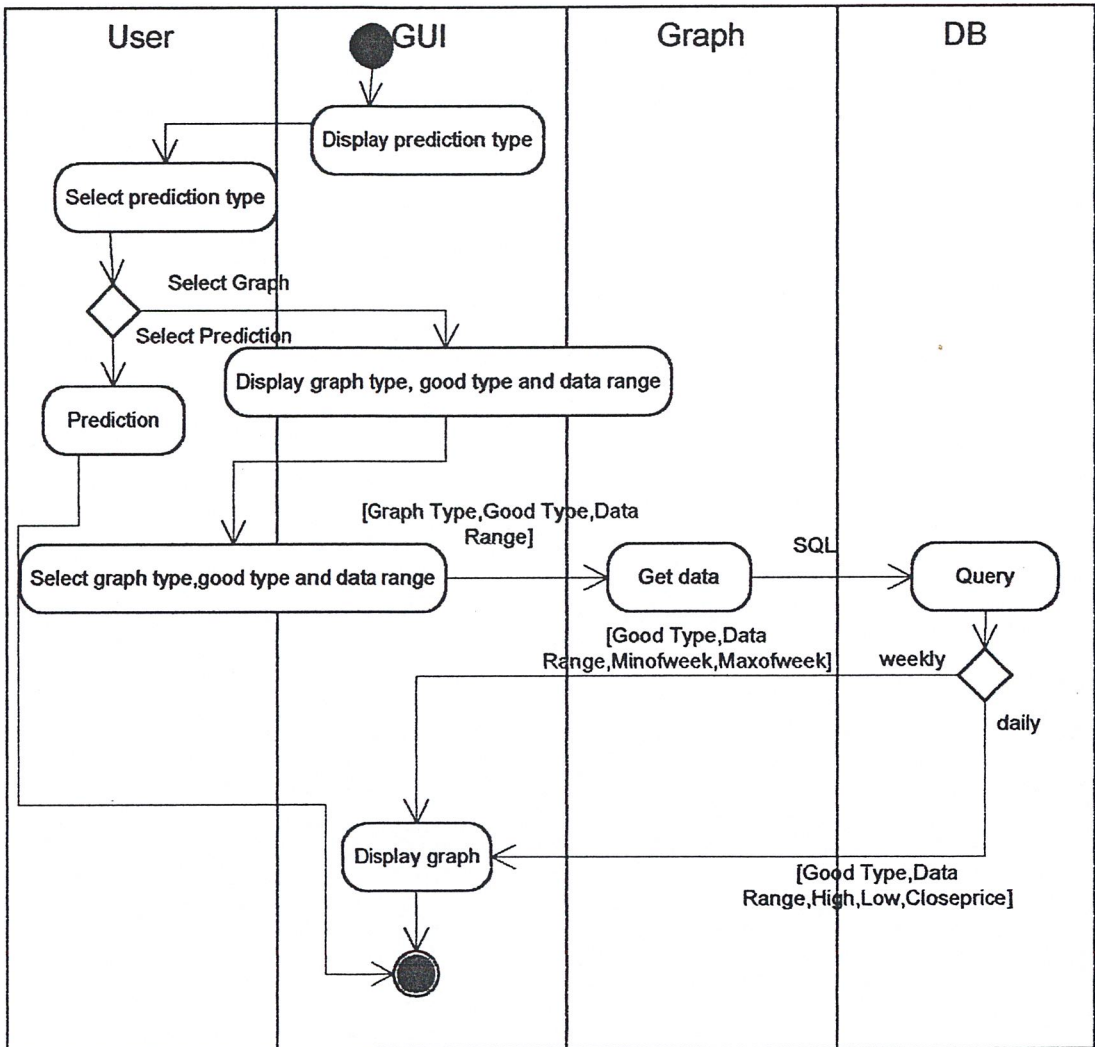 User
GUI
Graph
DB
Display prediction type
Select prediction type
Select Graph
Select Prediction
Display graph type, good type and data range
Prediction
[Graph Type,Good Type,Data
Range]
SQL
Select graph type,good type and data range
Get data
Query
[Good Type,Data
Range,Minofweek,Maxofweek]
weekly
daily
Display graph
[Good Type,Data
Range,High,Low,Closeprice]